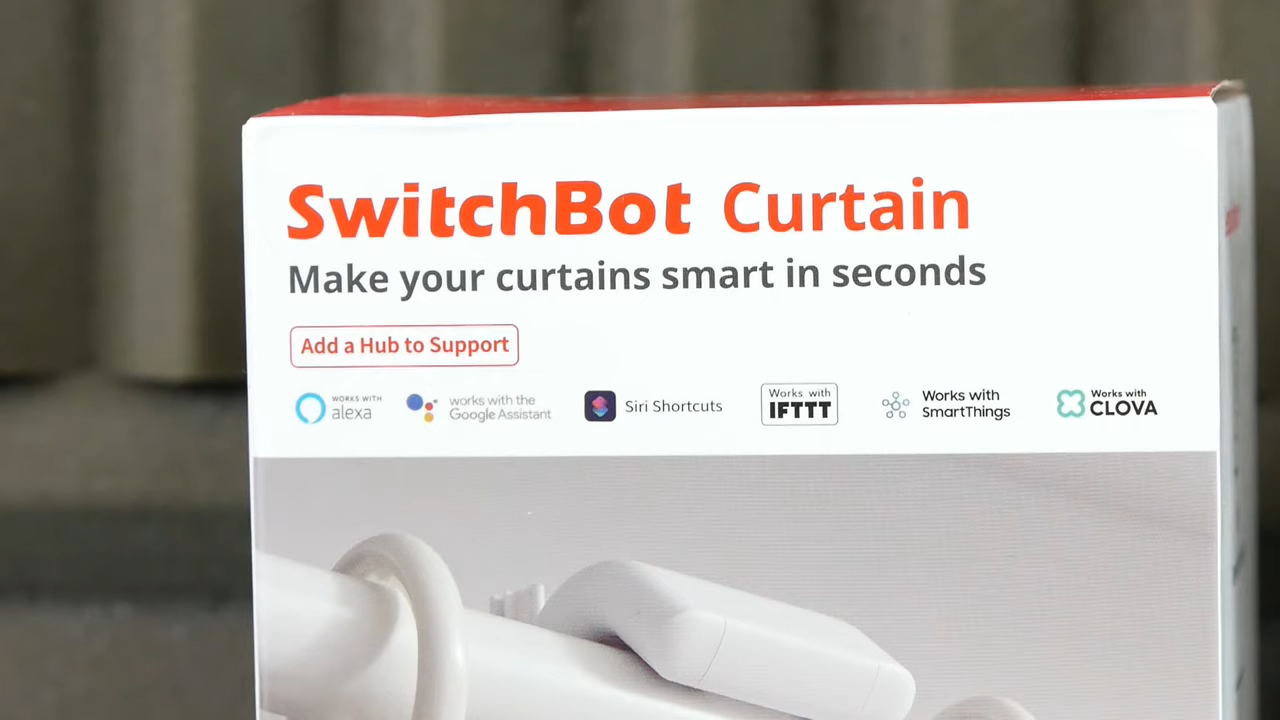 SwitchBot Curtain
Make your curtains smart in seconds
Add a Hub to Support
WORKS WITH
alexa
works with the
Google Assistant
Siri Shortcuts
Works with
IFTTT
Works with
SmartThings
Works with
CLOVA